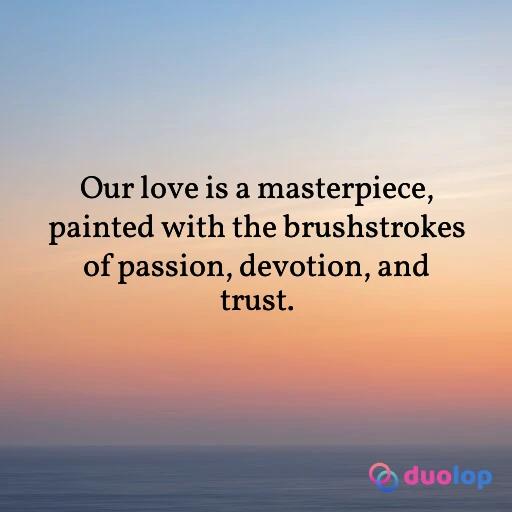 Our love is a masterpiece,
painted with the brushstrokes
of passion, devotion, and
trust.
duolop